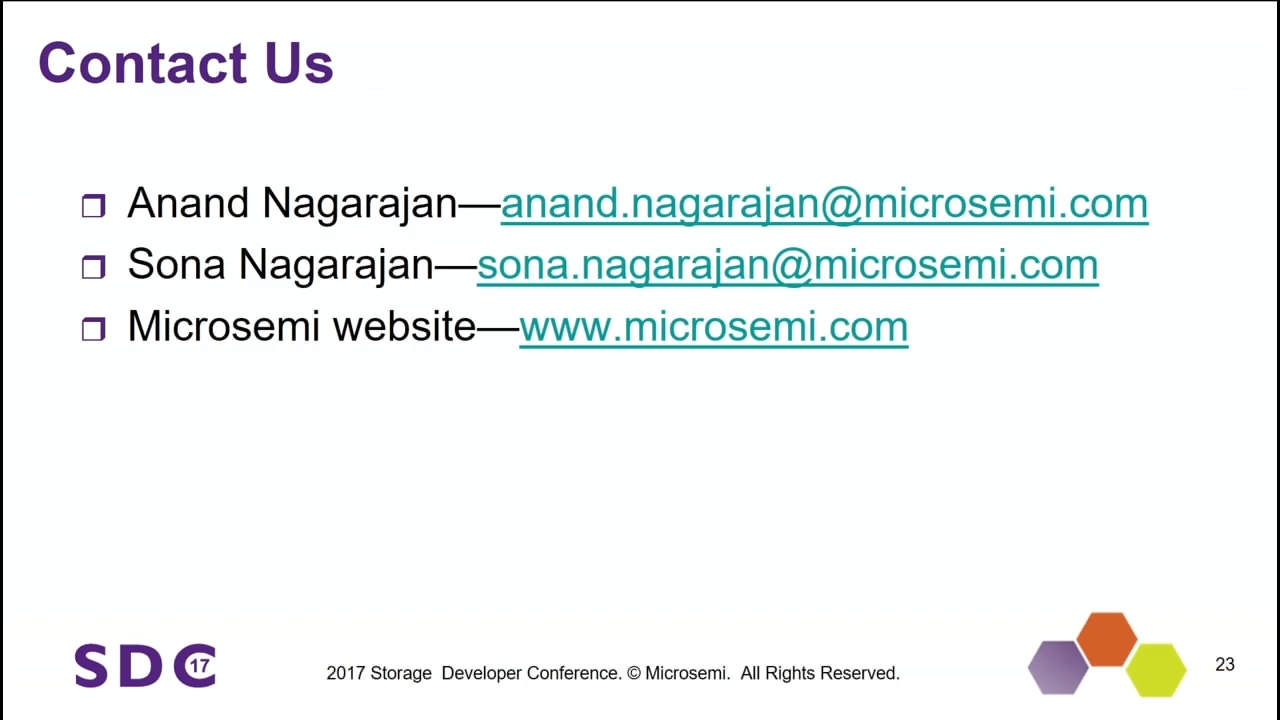 Contact Us
Anand Nagarajan—anand.nagarajan@microsemi.com
Sona Nagarajan—sona.nagarajan@microsemi.com
Microsemi website—www.microsemi.com
SDC 17
2017 Storage Developer Conference. © Microsemi. All Rights Reserved.
23